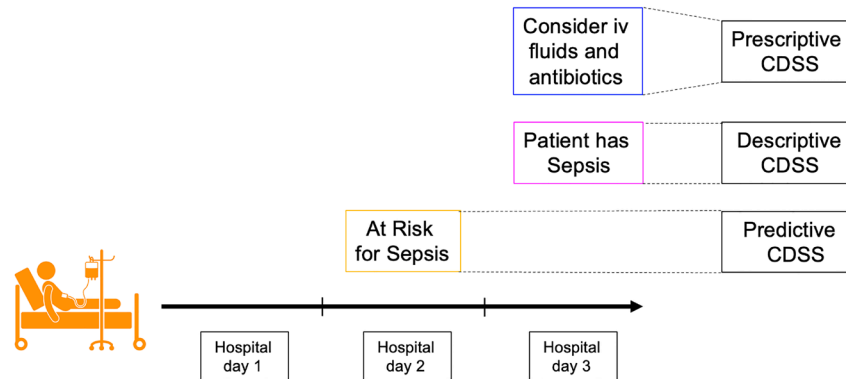 Consider iv
fluids and
antibiotics
Prescriptive
CDSS
Patient has
Sepsis
Descriptive
CDSS
At Risk
for Sepsis
Predictive
CDSS
Hospital
day 1
Hospital
day 2
Hospital
day 3